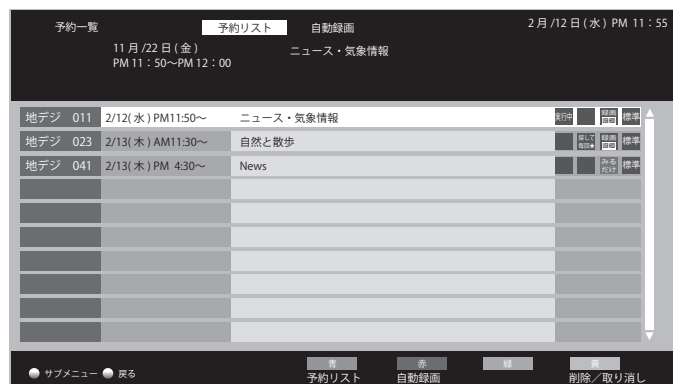 予約一覧 予約リスト 自動録画 2月/12日(水) PM 11:55
11月/22日(金) ニュース・気象情報
PM 11:50～PM 12:00
地デジ 011 2/12(水) PM11:50～ ニュース・気象情報 実行中 録画 標準
地デジ 023 2/13(木) AM11:30～ 自然と散歩 探して毎回★ 録画 標準
地デジ 041 2/13(木) PM 4:30～ News みるだけ 標準
青 赤 緑 黄
サブメニュー 戻る 予約リスト 自動録画 削除／取り消し